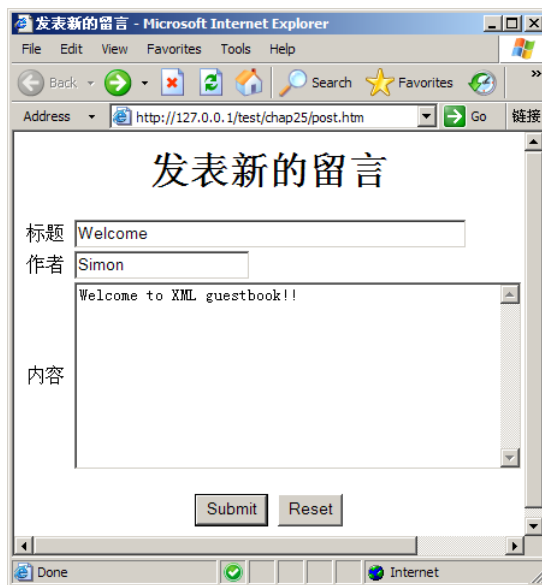 发表新的留言 - Microsoft Internet Explorer
File Edit View Favorites Tools Help
Back Search Favorites »
Address http://127.0.0.1/test/chap25/post.htm Go 链接
发表新的留言
标题 Welcome
作者 Simon
Welcome to XML guestbook!!
内容
Submit Reset
Done Internet